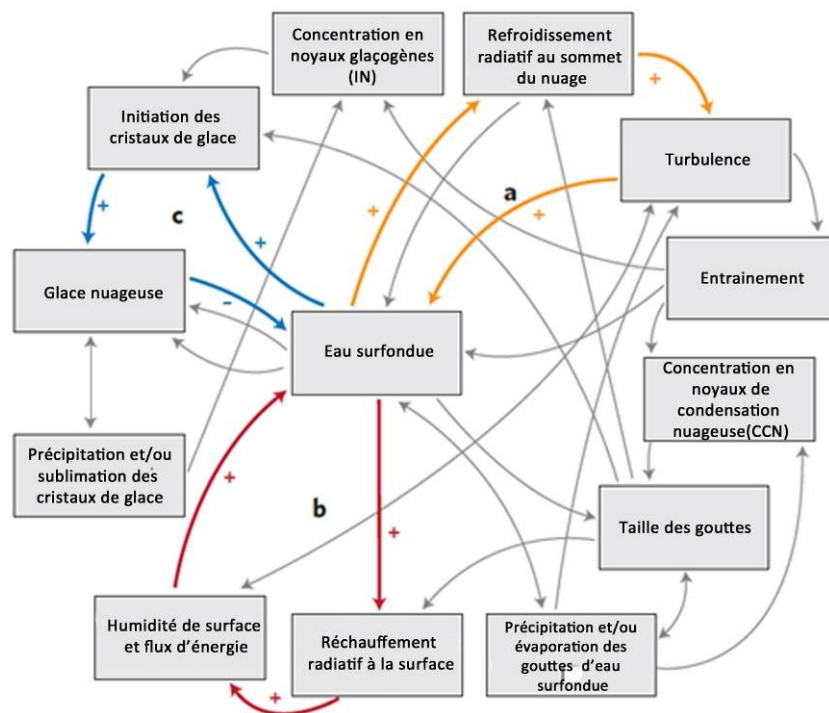 Concentration en
noyaux glaçogènes
(IN)
Refroidissement
radiatif au sommet
du nuage
+
Initiation des
cristaux de glace
Turbulence
+
c
+
a
+
+
Glace nuageuse
–
Entrainement
Eau surfondue
Concentration en
noyaux de
condensation
nuageuse(CCN)
Précipitation et/ou
sublimation des
cristaux de glace
+
b
+
Taille des gouttes
Humidité de surface
et flux d’énergie
Réchauffement
radiatif à la surface
Précipitation et/ou
évaporation des
gouttes d’eau
surfondue
+